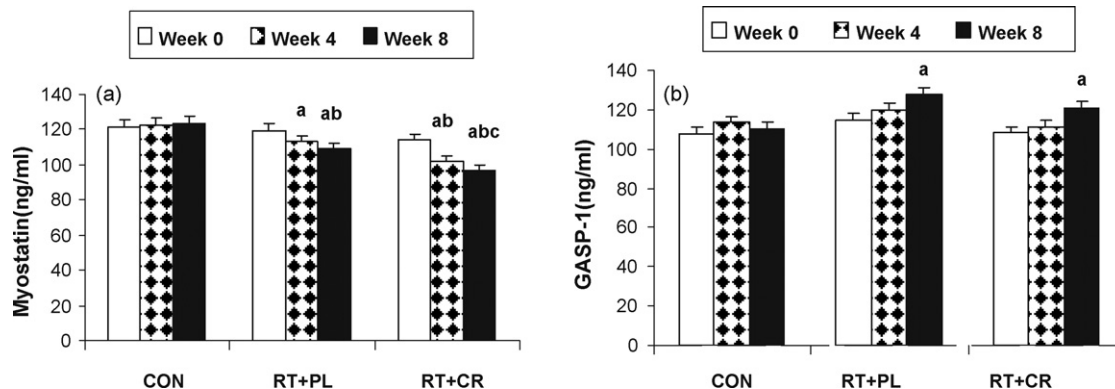 Week 0 Week 4 Week 8
(a)
Myostatin(ng/ml)
140
120
100
80
60
40
20
0
a ab
ab abc
CON RT+PL RT+CR
Week 0 Week 4 Week 8
(b)
GASP-1(ng/ml)
140
120
100
80
60
40
20
0
a
a
CON RT+PL RT+CR